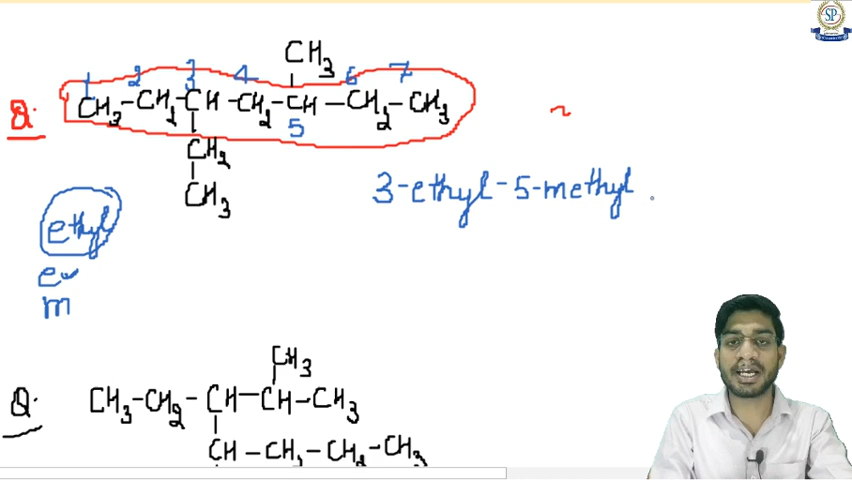 CH3
1 2 3 4 6 7
Q. CH3-CH2-CH-CH2-CH-CH2-CH3
5
CH2
CH3
3-ethyl-5-methyl
ethyl
e
m
CH3
Q. CH3-CH2-CH-CH-CH3
CH-CH2-CH2-CH3
SP